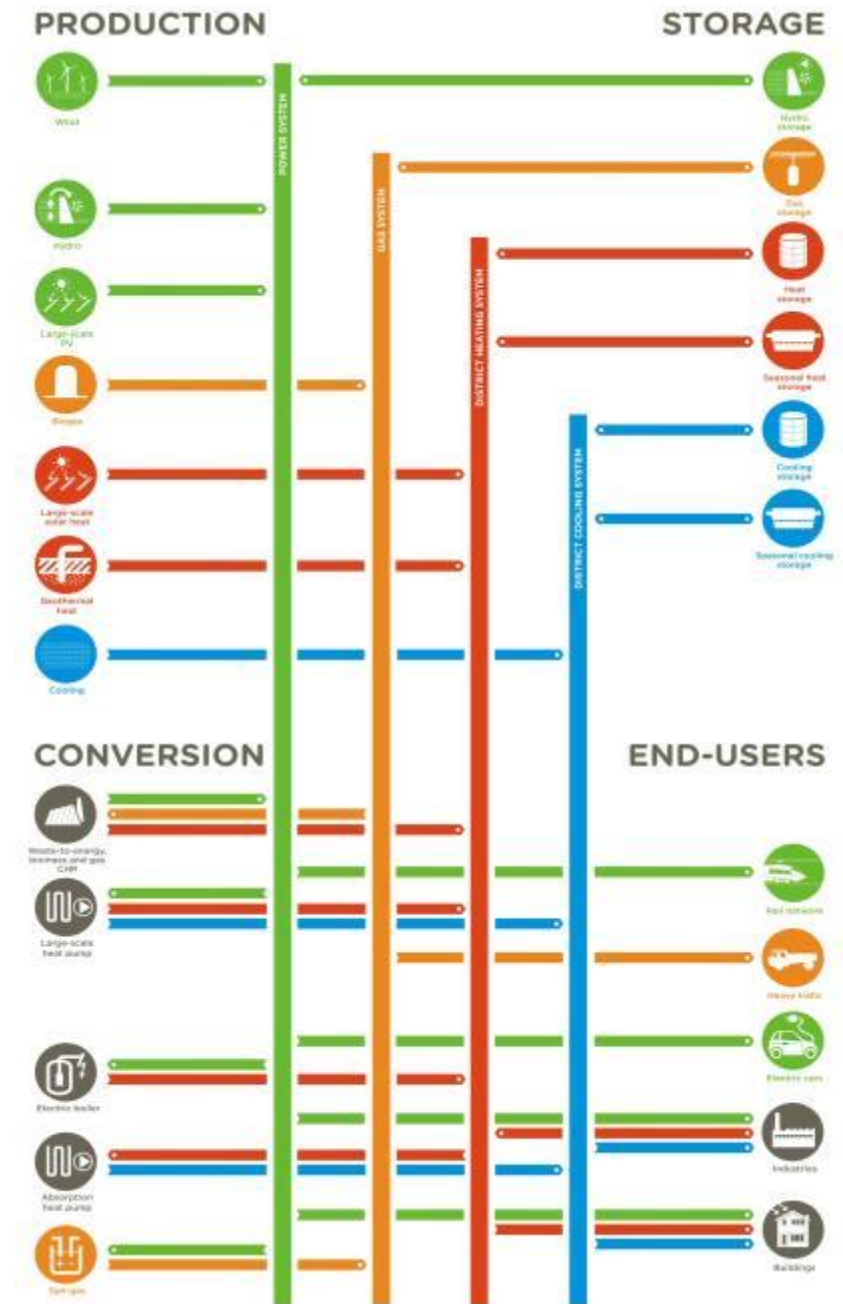 PRODUCTION
STORAGE
Wind
Hydro
storage
POWER SYSTEM
Gas
storage
GAS SYSTEM
Hydro
Heat
storage
DISTRICT HEATING SYSTEM
Large-scale
PV
Seasonal heat
storage
Biogas
Cooling
storage
DISTRICT COOLING SYSTEM
Large-scale
solar heat
Seasonal cooling
storage
Geothermal
heat
Cooling
CONVERSION
END-USERS
Waste-to-energy,
biomass and gas
CHP
Rail network
Large-scale
heat pump
Heavy traffic
Electric cars
Electric boiler
Industries
Absorption
heat pump
Buildings
Syn-gas